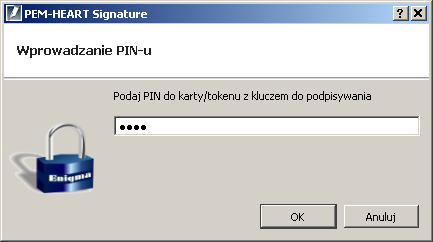 PEM-HEART Signature
Wprowadzanie PIN-u
Podaj PIN do karty/tokenu z kluczem do podpisywania
••••
Enigma
OK
Anuluj